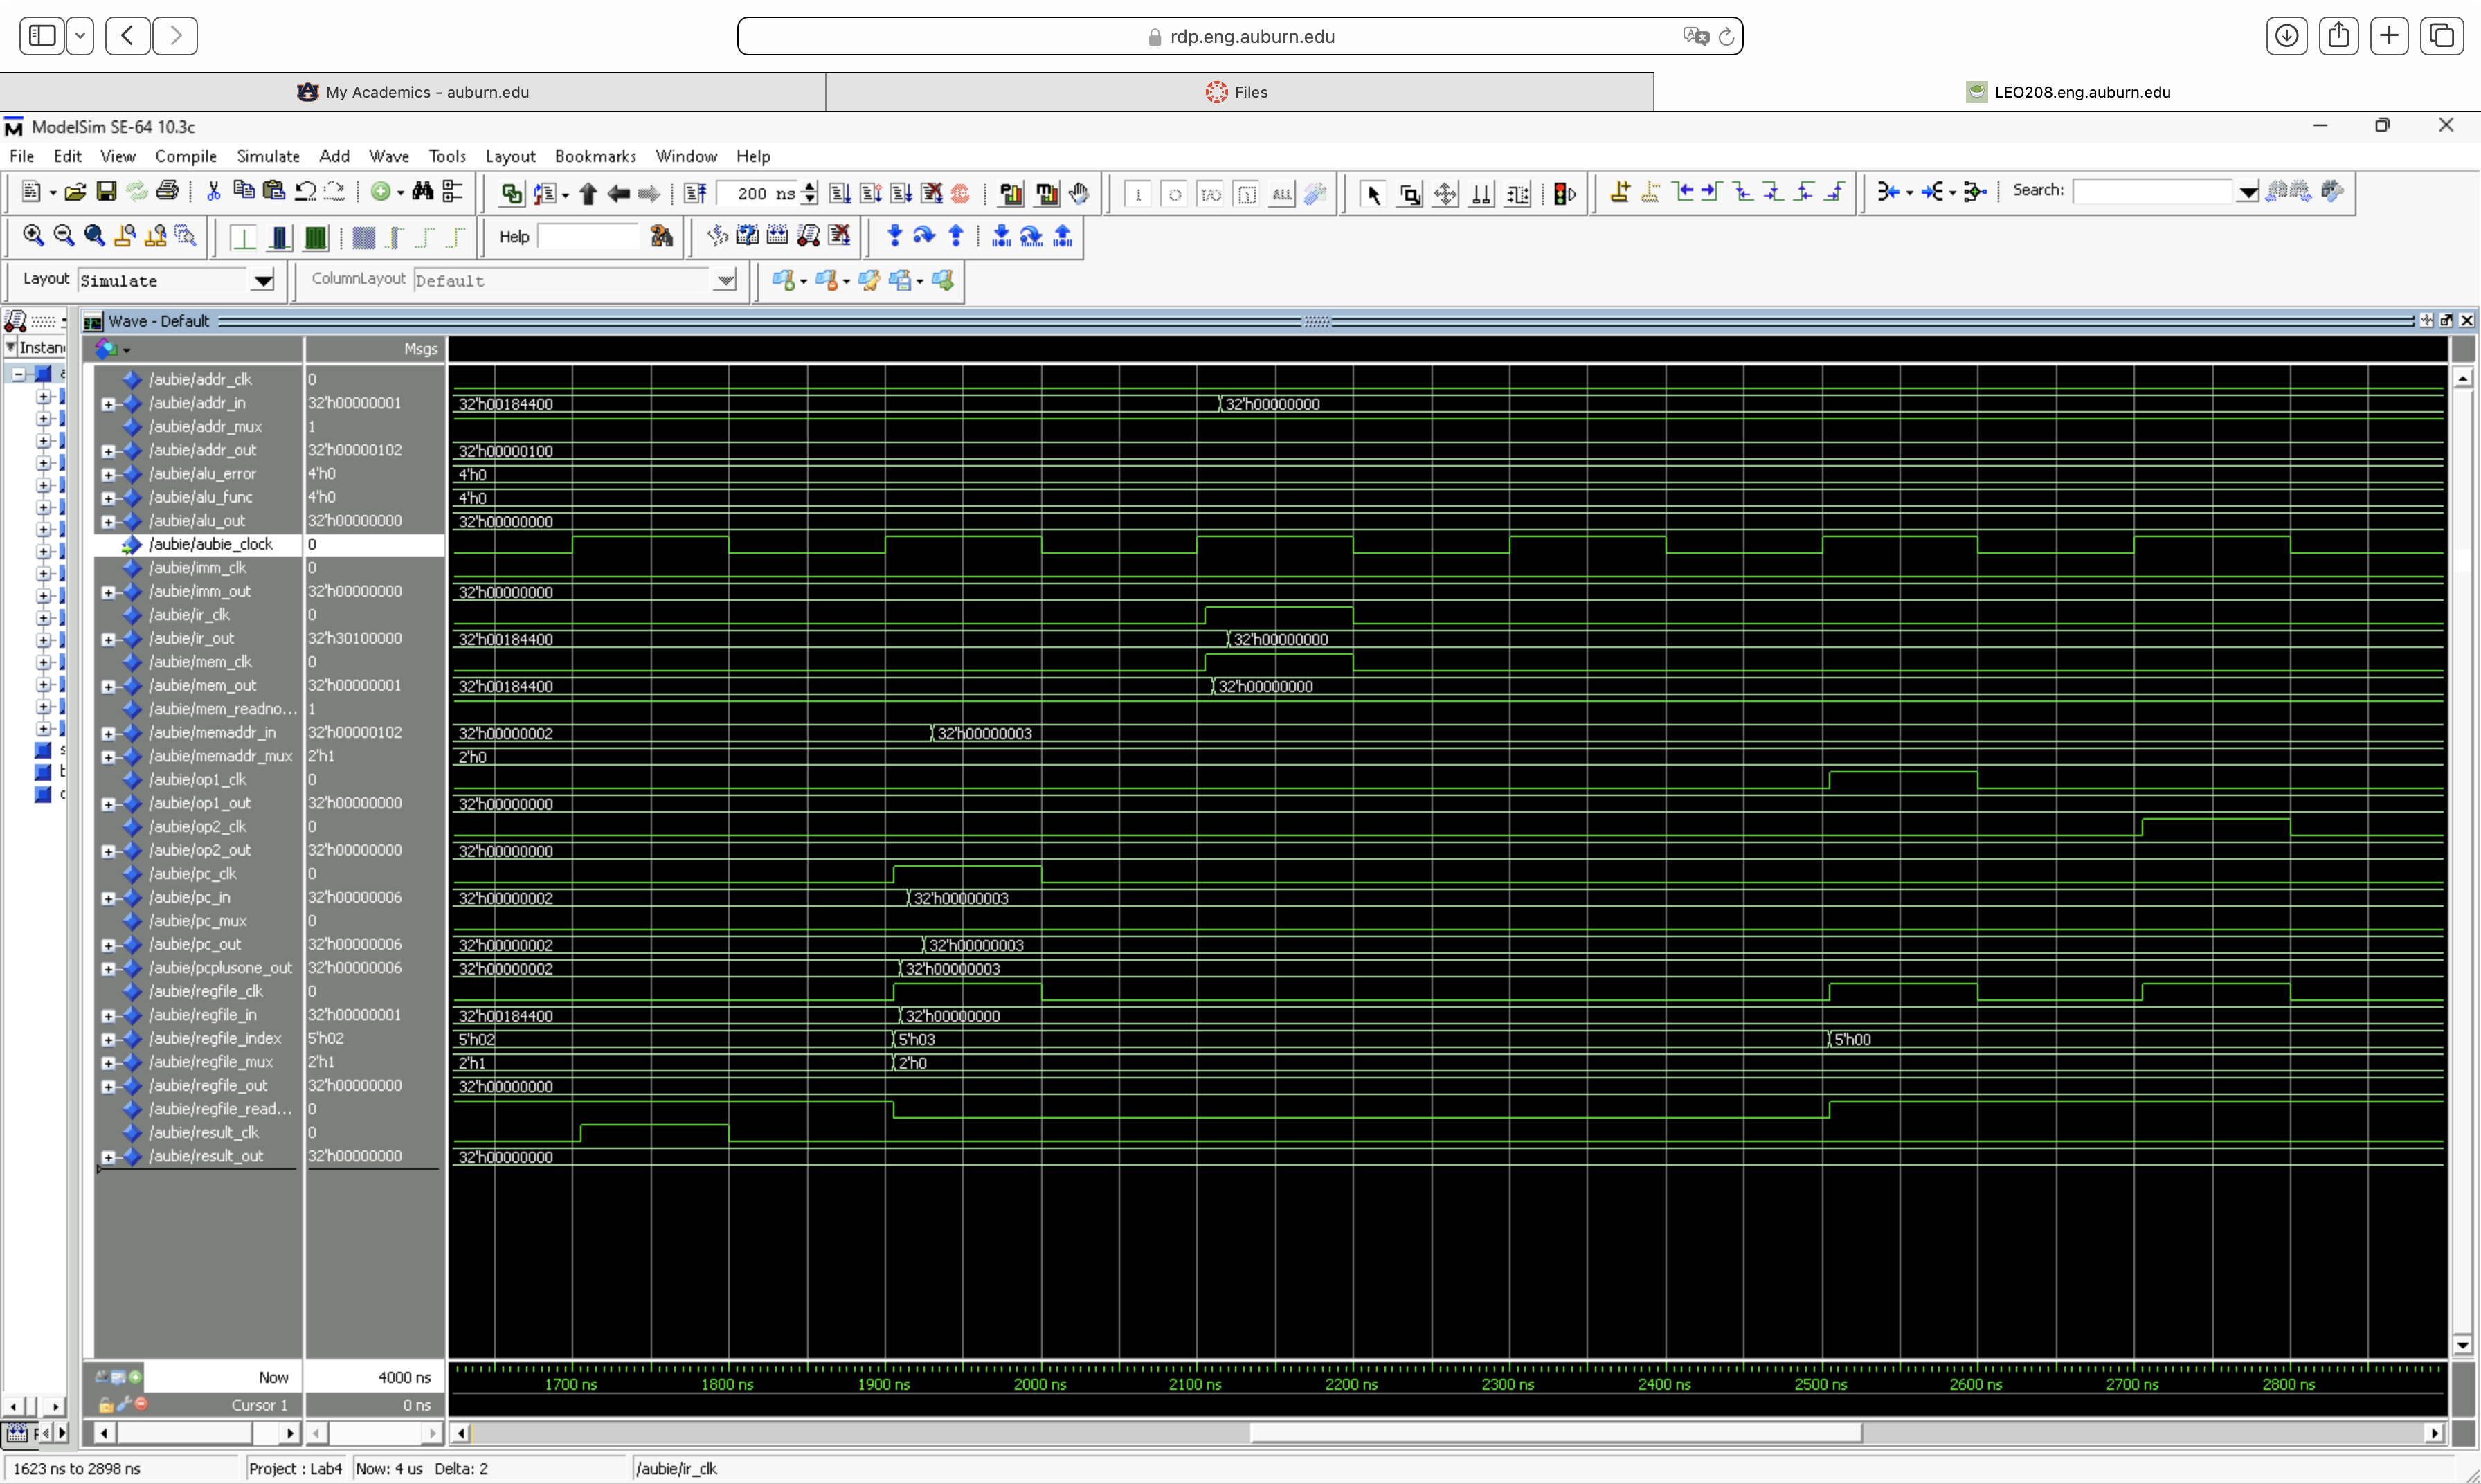 rdp.eng.auburn.edu
My Academics - auburn.edu
Files
LEO208.eng.auburn.edu
ModelSim SE-64 10.3c
File Edit View Compile Simulate Add Wave Tools Layout Bookmarks Window Help
200 ns
Search:
Help
Layout Simulate ColumnLayout Default
Wave - Default
Msgs
/aubie/addr_clk 0
/aubie/addr_in 32'h00000001 32'h00184400 32'h00000000
/aubie/addr_mux 1
/aubie/addr_out 32'h00000102 32'h00000100
/aubie/alu_error 4'h0 4'h0
/aubie/alu_func 4'h0 4'h0
/aubie/alu_out 32'h00000000 32'h00000000
/aubie/aubie_clock 0
/aubie/imm_clk 0
/aubie/imm_out 32'h00000000 32'h00000000
/aubie/ir_clk 0
/aubie/ir_out 32'h30100000 32'h00184400 32'h00000000
/aubie/mem_clk 0
/aubie/mem_out 32'h00000001 32'h00184400 32'h00000000
/aubie/mem_readno... 1
/aubie/memaddr_in 32'h00000102 32'h00000002 32'h00000003
/aubie/memaddr_mux 2'h1 2'h0
/aubie/op1_clk 0
/aubie/op1_out 32'h00000000 32'h00000000
/aubie/op2_clk 0
/aubie/op2_out 32'h00000000 32'h00000000
/aubie/pc_clk 0
/aubie/pc_in 32'h00000006 32'h00000002 32'h00000003
/aubie/pc_mux 0
/aubie/pc_out 32'h00000006 32'h00000002 32'h00000003
/aubie/pcplusone_out 32'h00000006 32'h00000002 32'h00000003
/aubie/regfile_clk 0
/aubie/regfile_in 32'h00000001 32'h00184400 32'h00000000
/aubie/regfile_index 5'h02 5'h02 5'h03 5'h00
/aubie/regfile_mux 2'h1 2'h1 2'h0
/aubie/regfile_out 32'h00000000 32'h00000000
/aubie/regfile_read... 0
/aubie/result_clk 0
/aubie/result_out 32'h00000000 32'h00000000
Now 4000 ns
1700 ns 1800 ns 1900 ns 2000 ns 2100 ns 2200 ns 2300 ns 2400 ns 2500 ns 2600 ns 2700 ns 2800 ns
Cursor 1 0 ns
1623 ns to 2898 ns Project : Lab4 Now: 4 us Delta: 2 /aubie/ir_clk